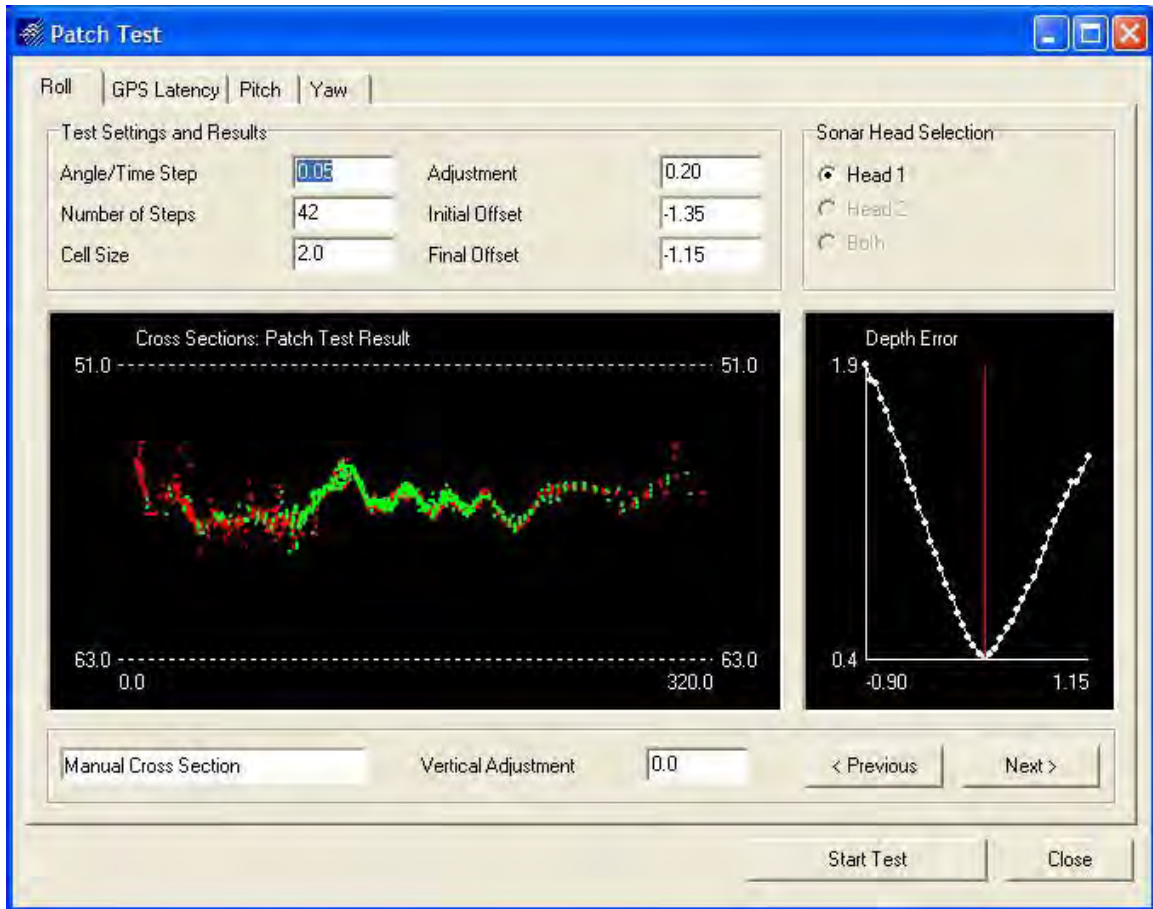 Patch Test
Roll GPS Latency Pitch Yaw
Test Settings and Results
Angle/Time Step 0.05 Adjustment 0.20
Number of Steps 42 Initial Offset -1.35
Cell Size 2.0 Final Offset -1.15
Sonar Head Selection
Head 1
Head 2
Both
Cross Sections: Patch Test Result
51.0 51.0
63.0 63.0
0.0 320.0
Depth Error
1.9
0.4
-0.90 1.15
Manual Cross Section Vertical Adjustment 0.0 < Previous Next >
Start Test Close